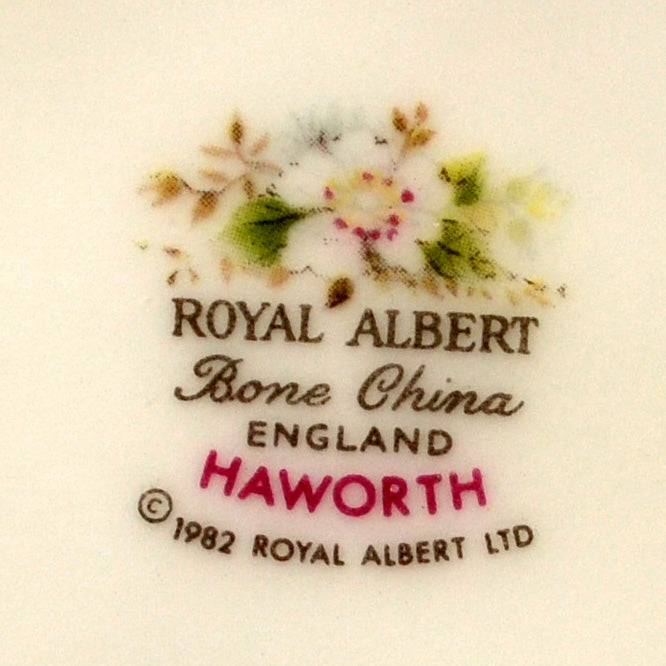 ROYAL ALBERT
Bone China
ENGLAND
HAWORTH
© 1982 ROYAL ALBERT LTD